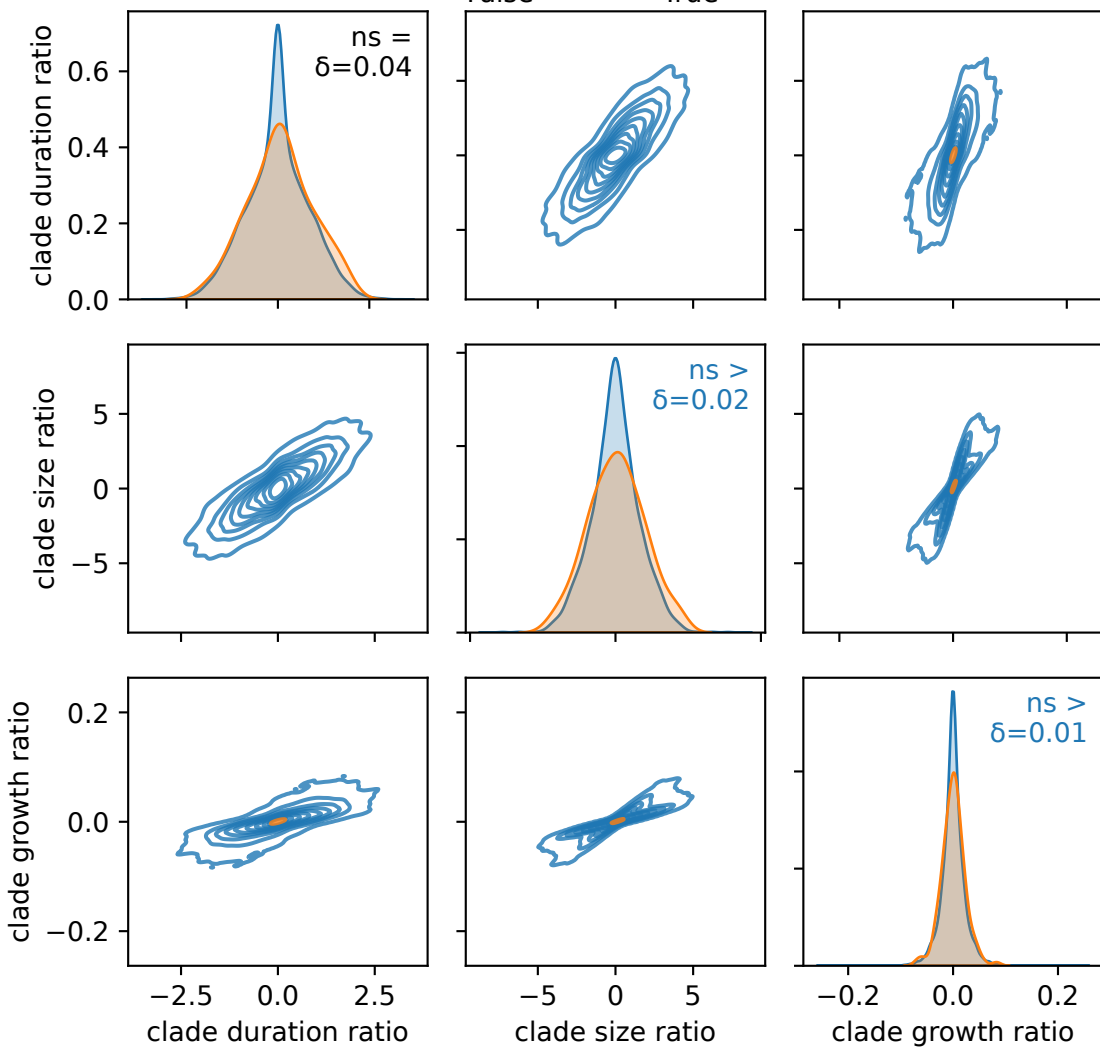 clade duration ratio
0.6
0.4
0.2
0.0
ns =
δ=0.04
clade size ratio
5
0
−5
ns >
δ=0.02
clade growth ratio
0.2
0.0
−0.2
ns >
δ=0.01
−2.5 0.0 2.5
−5 0 5
−0.2 0.0 0.2
clade duration ratio
clade size ratio
clade growth ratio